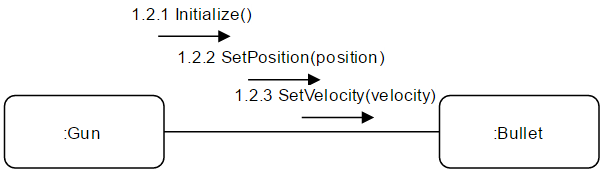 1.2.1 Initialize()
1.2.2 SetPosition(position)
1.2.3 SetVelocity(velocity)
:Gun
:Bullet